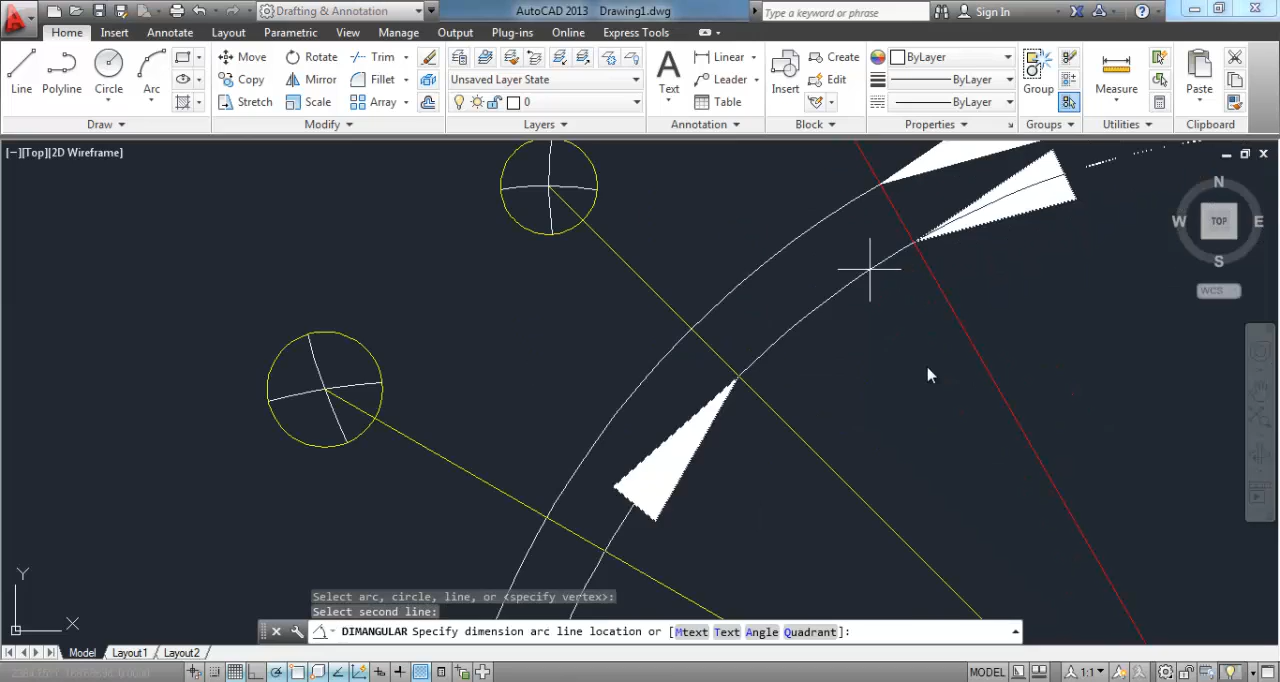 Drafting & Annotation
AutoCAD 2013 Drawing1.dwg
Type a keyword or phrase
Sign In
Home Insert Annotate Layout Parametric View Manage Output Plug-ins Online Express Tools
Line Polyline Circle Arc
Move Rotate Trim
Copy Mirror Fillet
Stretch Scale Array
Unsaved Layer State
0
Text
Linear
Leader
Table
Insert
Create
Edit
ByLayer
ByLayer
ByLayer
Group
Measure
Paste
Draw Modify Layers Annotation Block Properties Groups Utilities Clipboard
[−][Top][2D Wireframe]
N
W TOP E
S
WCS
Y
X
Select arc, circle, line, or <specify vertex>:
Select second line:
DIMANGULAR Specify dimension arc line location or [Mtext Text Angle Quadrant]:
Model Layout1 Layout2
MODEL 1:1